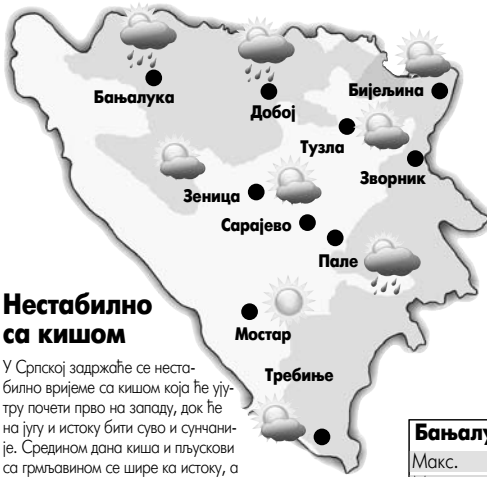 Бањалука
Добој
Бијељина
Тузла
Зворник
Зеница
Сарајево
Пале
Мостар
Требиње
Нестабилно
са кишом
У Српској задржаће се неста-
билно вријеме са кишом која ће ују-
тру почети прво на западу, док ће
на југу и истоку бити суво и сунчани-
је. Средином дана киша и пљускови
са грмљавином се шире ка истоку, а
Макс.